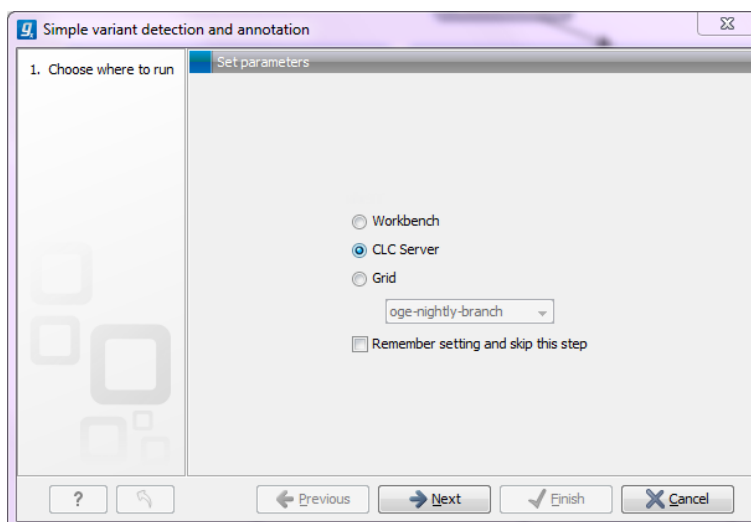 Simple variant detection and annotation
1. Choose where to run
Set parameters
Workbench
CLC Server
Grid
oge-nightly-branch
Remember setting and skip this step
? Previous Next Finish Cancel